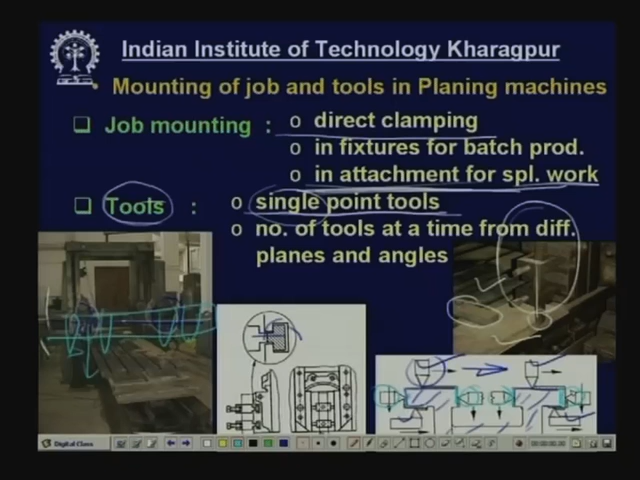 Indian Institute of Technology Kharagpur
• Mounting of job and tools in Planing machines
❑ Job mounting : o direct clamping
o in fixtures for batch prod.
o in attachment for spl. work
❑ Tools : o single point tools
o no. of tools at a time from diff.
planes and angles
Digital Class